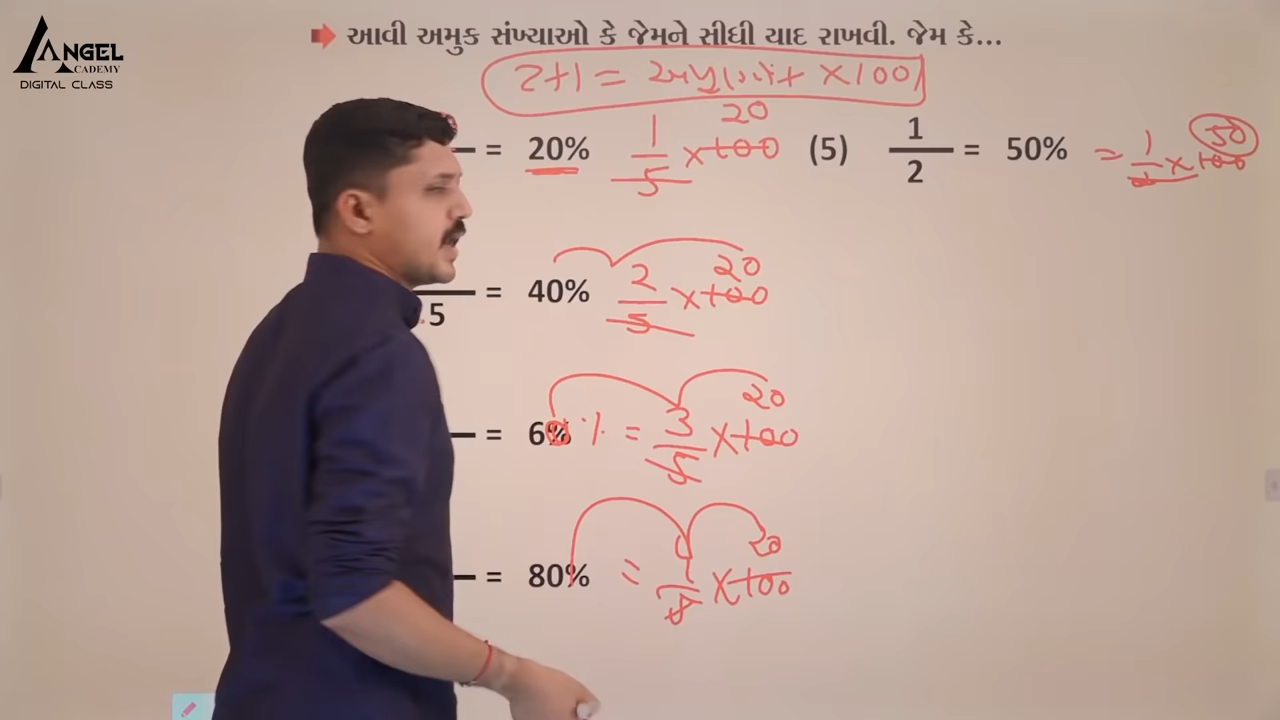 ANGEL
ACADEMY
DIGITAL CLASS
આવી અમુક સંખ્યાઓ કે જેમને સીધી યાદ રાખવી. જેમ કે...
ટકા = અપૂર્ણાંક × 100
= 20% 1/5 × 100 20
(5) 1/2 = 50% = 1/2 × 100 50
5 = 40% 2/5 × 100 20
= 6% % = 3/5 × 100 20
= 80% = 4/5 × 100 20